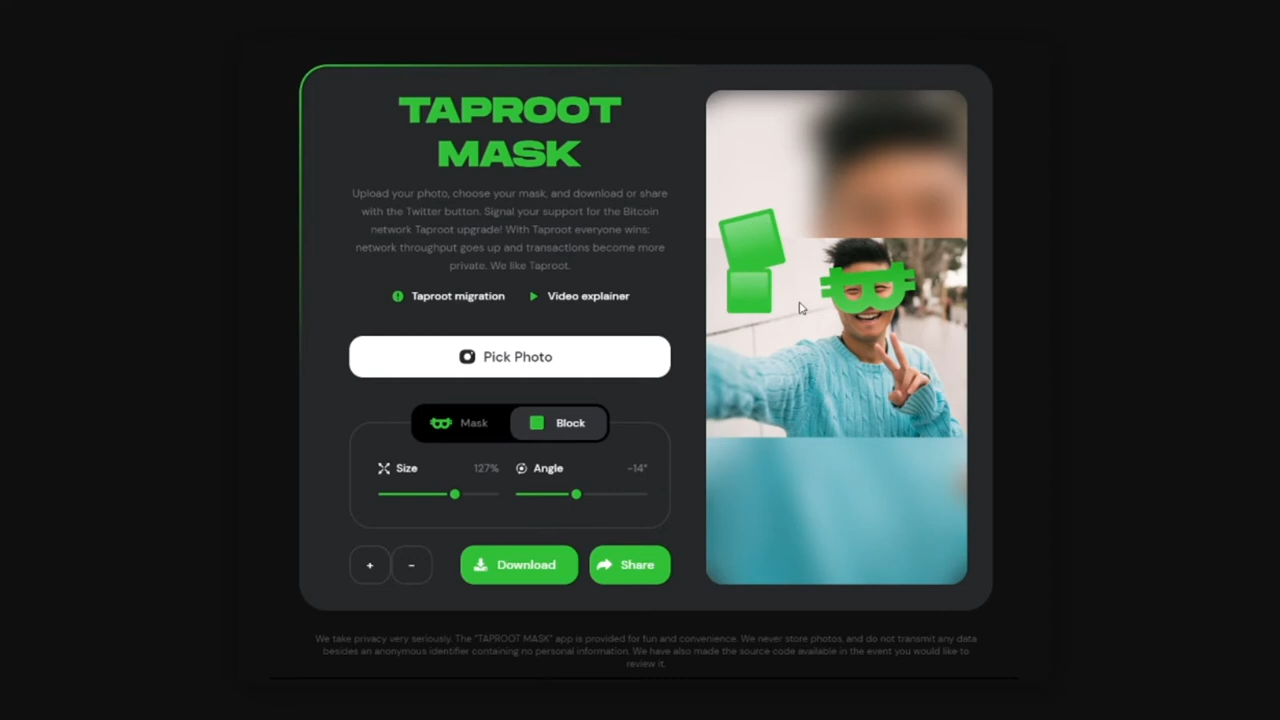 TAPROOT
MASK
Upload your photo, choose your mask, and download or share
with the Twitter button. Signal your support for the Bitcoin
network Taproot upgrade! With Taproot everyone wins:
network throughput goes up and transactions become more
private. We like Taproot.
Taproot migration Video explainer
Pick Photo
Mask Block
Size 127% Angle -14°
+ - Download Share
We take privacy very seriously. The "TAPROOT MASK" app is provided for fun and convenience. We never store photos, and do not transmit any data
besides an anonymous identifier containing no personal information. We have also made the source code available in the event you would like to
review it.